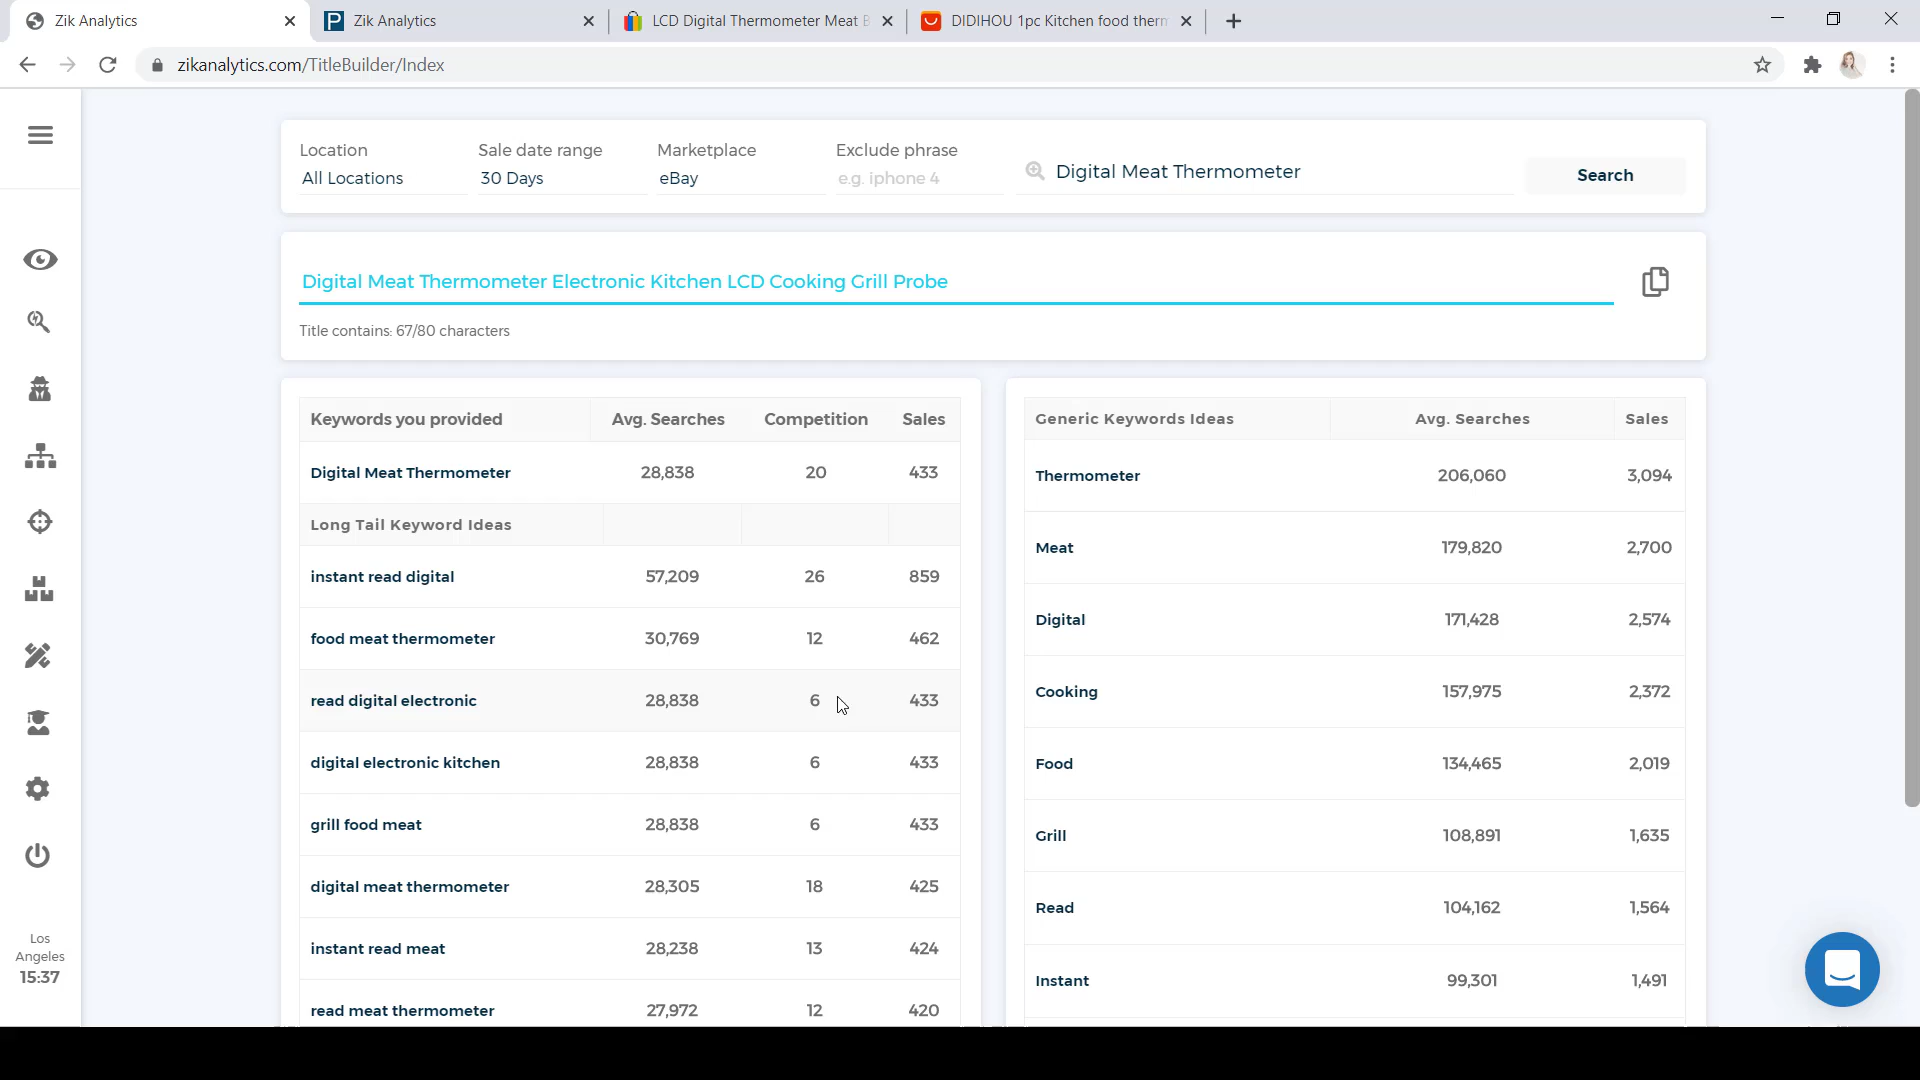 Zik Analytics
Zik Analytics
LCD Digital Thermometer Meat B
DIDIHOU 1pc Kitchen food therm
zikanalytics.com/TitleBuilder/Index
Location
All Locations
Sale date range
30 Days
Marketplace
eBay
Exclude phrase
e.g. iphone 4
Digital Meat Thermometer
Search
Digital Meat Thermometer Electronic Kitchen LCD Cooking Grill Probe
Title contains: 67/80 characters
Keywords you provided Avg. Searches Competition Sales
Digital Meat Thermometer 28,838 20 433
Long Tail Keyword Ideas
instant read digital 57,209 26 859
food meat thermometer 30,769 12 462
read digital electronic 28,838 6 433
digital electronic kitchen 28,838 6 433
grill food meat 28,838 6 433
digital meat thermometer 28,305 18 425
instant read meat 28,238 13 424
read meat thermometer 27,972 12 420
Generic Keywords Ideas Avg. Searches Sales
Thermometer 206,060 3,094
Meat 179,820 2,700
Digital 171,428 2,574
Cooking 157,975 2,372
Food 134,465 2,019
Grill 108,891 1,635
Read 104,162 1,564
Instant 99,301 1,491
Los
Angeles
15:37